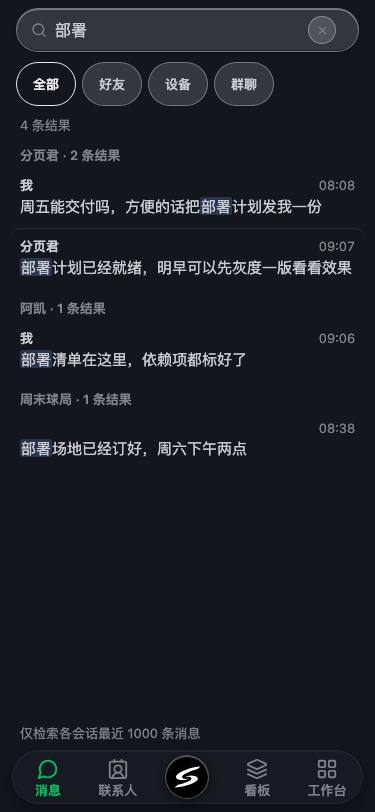 部署
全部
好友
设备
群聊
4 条结果
分页君 · 2 条结果
我
08:08
周五能交付吗，方便的话把部署计划发我一份
分页君
09:07
部署计划已经就绪，明早可以先灰度一版看看效果
阿凯 · 1 条结果
我
09:06
部署清单在这里，依赖项都标好了
周末球局 · 1 条结果
08:38
部署场地已经订好，周六下午两点
仅检索各会话最近 1000 条消息
消息
联系人
看板
工作台